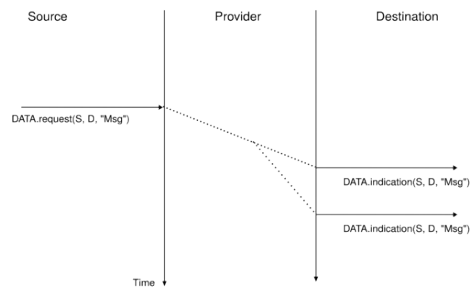 Source Provider Destination
DATA.request(S, D, "Msg")
DATA.indication(S, D, "Msg")
DATA.indication(S, D, "Msg")
Time